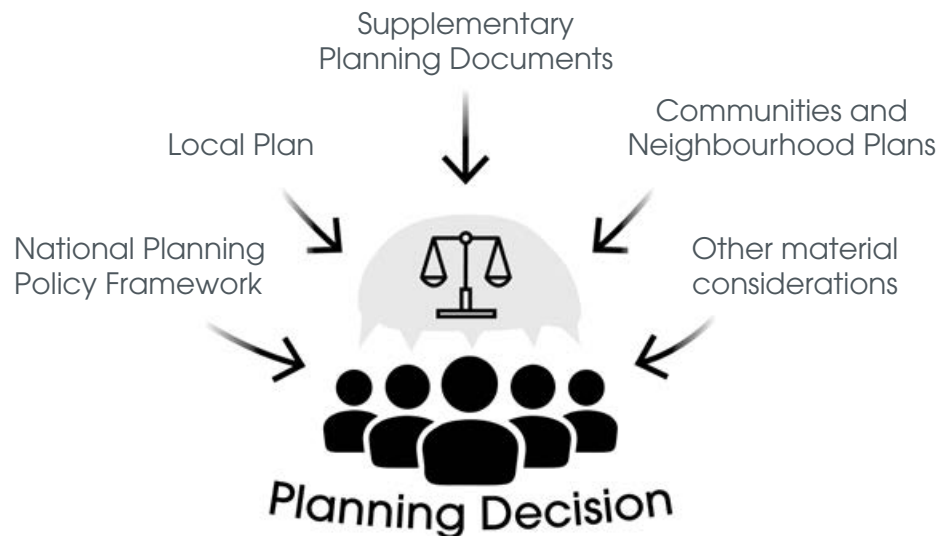 Supplementary
Planning Documents
Communities and
Neighbourhood Plans
Local Plan
National Planning
Policy Framework
Other material
considerations
Planning Decision